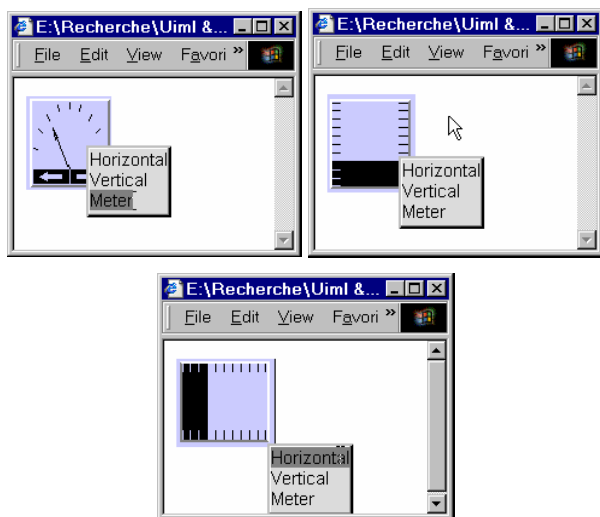 E:\Recherche\Uiml &...
File Edit View Favori »
Horizontal
Vertical
Meter
E:\Recherche\Uiml &...
File Edit View Favori »
Horizontal
Vertical
Meter
E:\Recherche\Uiml &...
File Edit View Favori »
Horizontal
Vertical
Meter